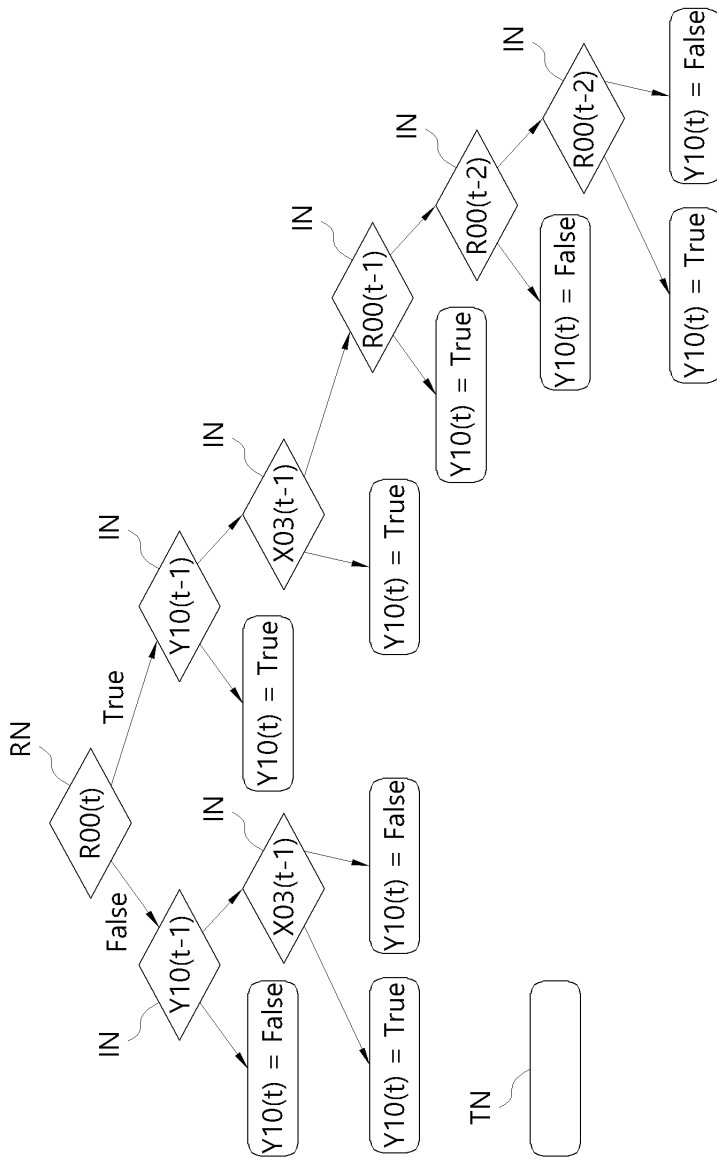 RN
R00(t)
False
True
IN
Y10(t-1)
Y10(t-1)
IN
Y10(t) = False
X03(t-1)
IN
Y10(t) = True
X03(t-1)
IN
Y10(t) = True
Y10(t) = False
Y10(t) = True
R00(t-1)
IN
Y10(t) = True
R00(t-2)
IN
Y10(t) = False
R00(t-2)
IN
Y10(t) = True
Y10(t) = False
TN